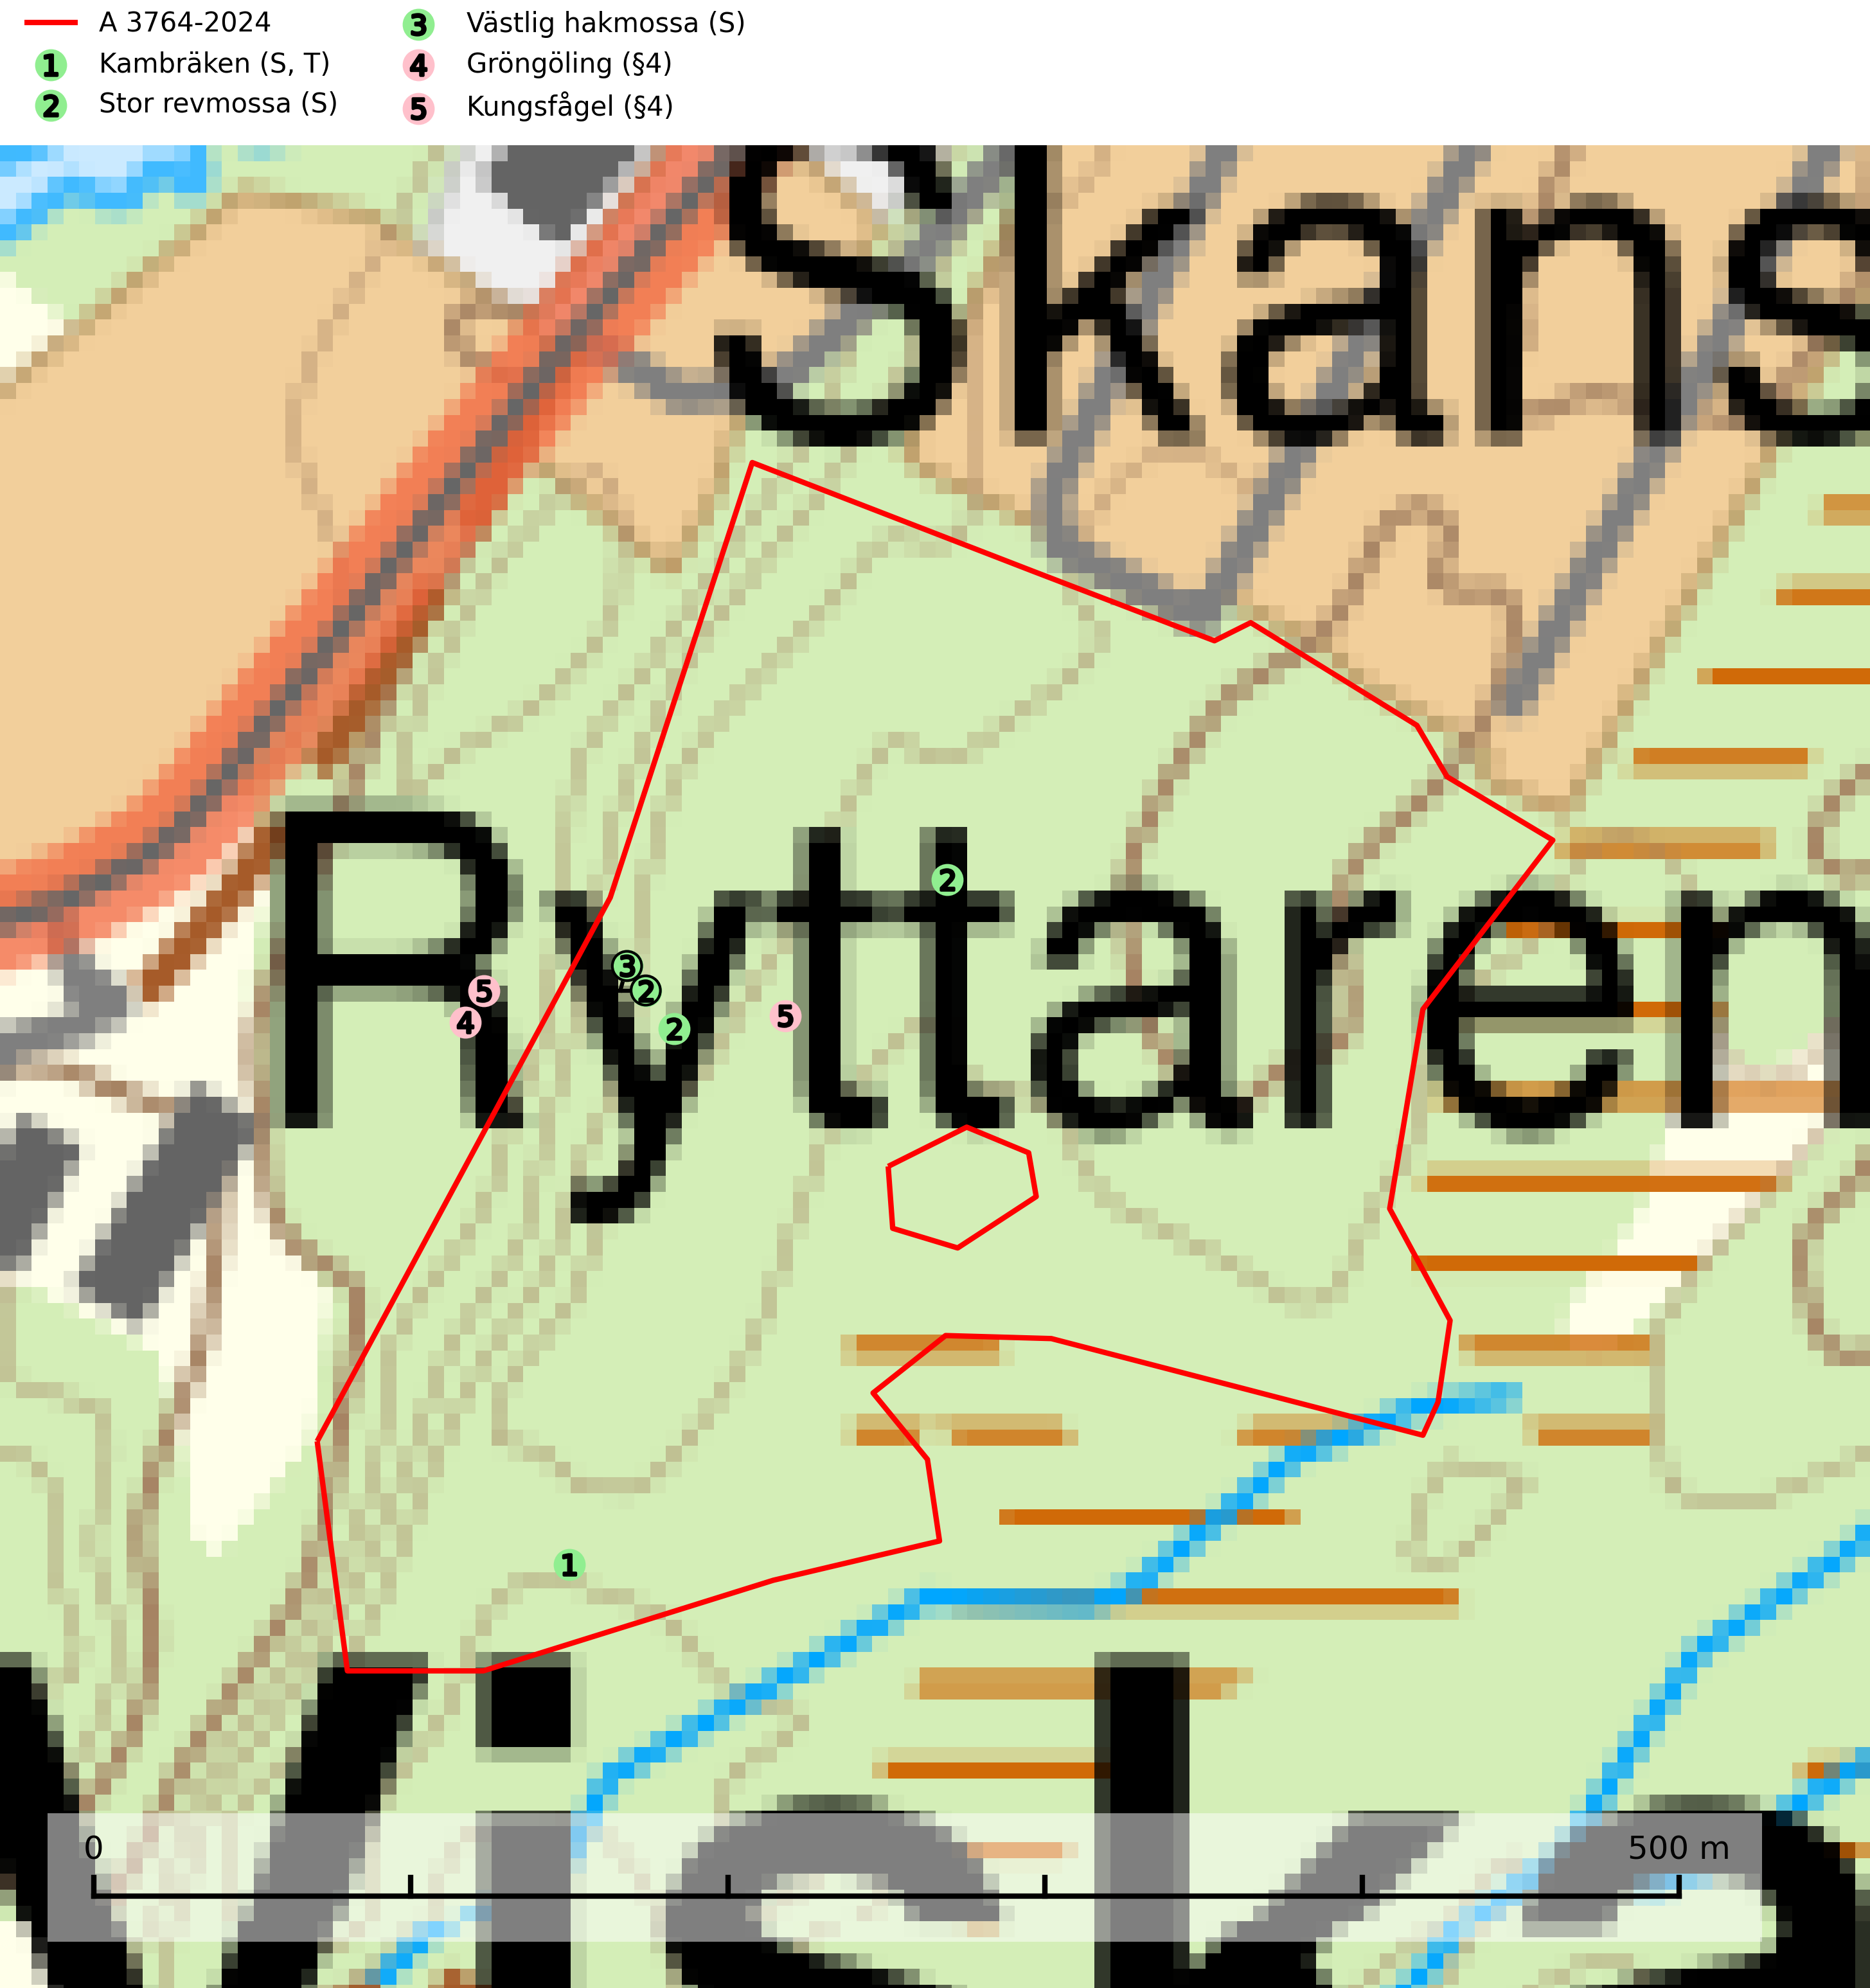 A 3764-2024
1 Kambräken (S, T)
2 Stor revmossa (S)
3 Västlig hakmossa (S)
4 Gröngöling (§4)
5 Kungsfågel (§4)
Skans
Ryttaren
2
3
2
5
4
2
5
1
0 500 m